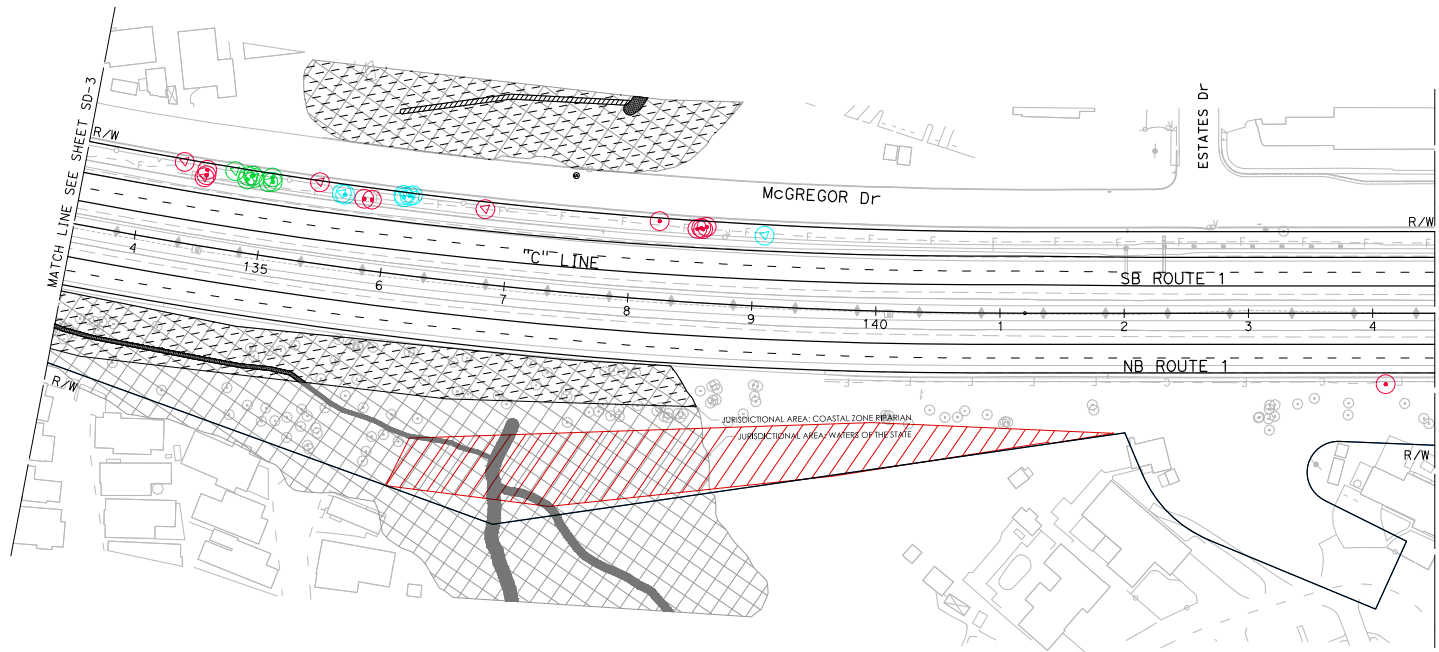 MATCH LINE SEE SHEET SD-3
R/W
ESTATES Dr
McGREGOR Dr
R/W
F F F F F F F F F
"C" LINE
SB ROUTE 1
4
135
6
7
8
9
140
1
2
3
4
NB ROUTE 1
R/W
JURISDICTIONAL AREA: COASTAL ZONE RIPARIAN
JURISDICTIONAL AREA: WATERS OF THE STATE
R/W